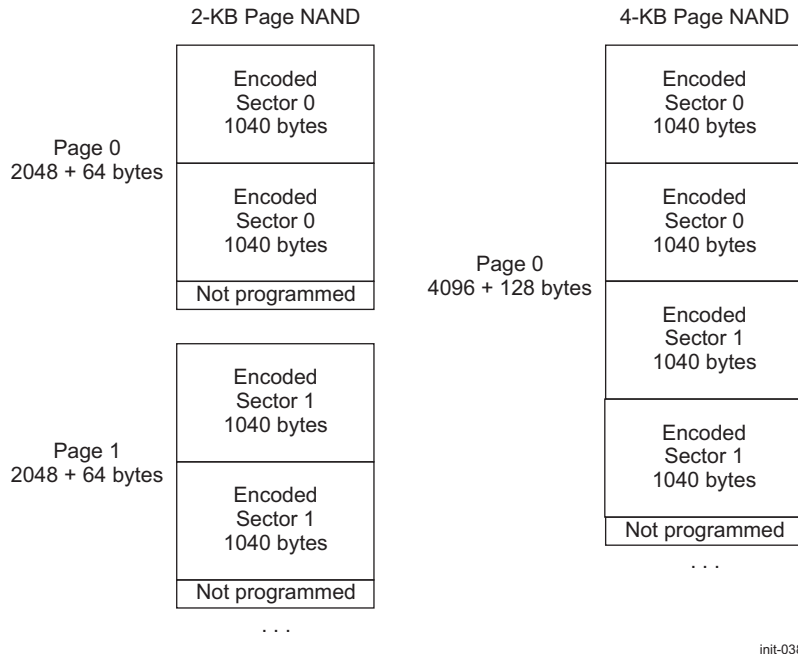 2-KB Page NAND
Page 0
2048 + 64 bytes
Encoded
Sector 0
1040 bytes
Encoded
Sector 0
1040 bytes
Not programmed
Page 1
2048 + 64 bytes
Encoded
Sector 1
1040 bytes
Encoded
Sector 1
1040 bytes
Not programmed
. . .
4-KB Page NAND
Page 0
4096 + 128 bytes
Encoded
Sector 0
1040 bytes
Encoded
Sector 0
1040 bytes
Encoded
Sector 1
1040 bytes
Encoded
Sector 1
1040 bytes
Not programmed
. . .
init-038